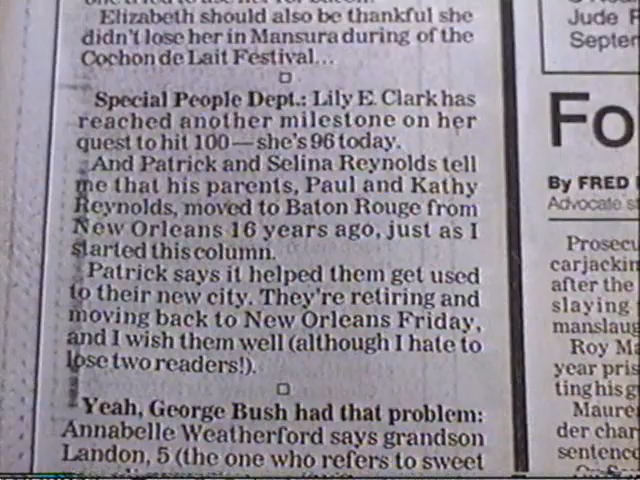 Elizabeth should also be thankful she
didn't lose her in Mansura during of the
Cochon de Lait Festival...
Special People Dept.: Lily E. Clark has
reached another milestone on her
quest to hit 100—she's 96 today.
And Patrick and Selina Reynolds tell
me that his parents, Paul and Kathy
Reynolds, moved to Baton Rouge from
New Orleans 16 years ago, just as I
started this column.
Patrick says it helped them get used
to their new city. They're retiring and
moving back to New Orleans Friday,
and I wish them well (although I hate to
lose two readers!).
Yeah, George Bush had that problem:
Annabelle Weatherford says grandson
Landon, 5 (the one who refers to sweet
Jude
Septem
Fo
By FRED
Advocate
Prosecu
carjackin
after the
slaying
manslaug
Roy Ma
year pris
ting his g
Maure
der char
sentenc